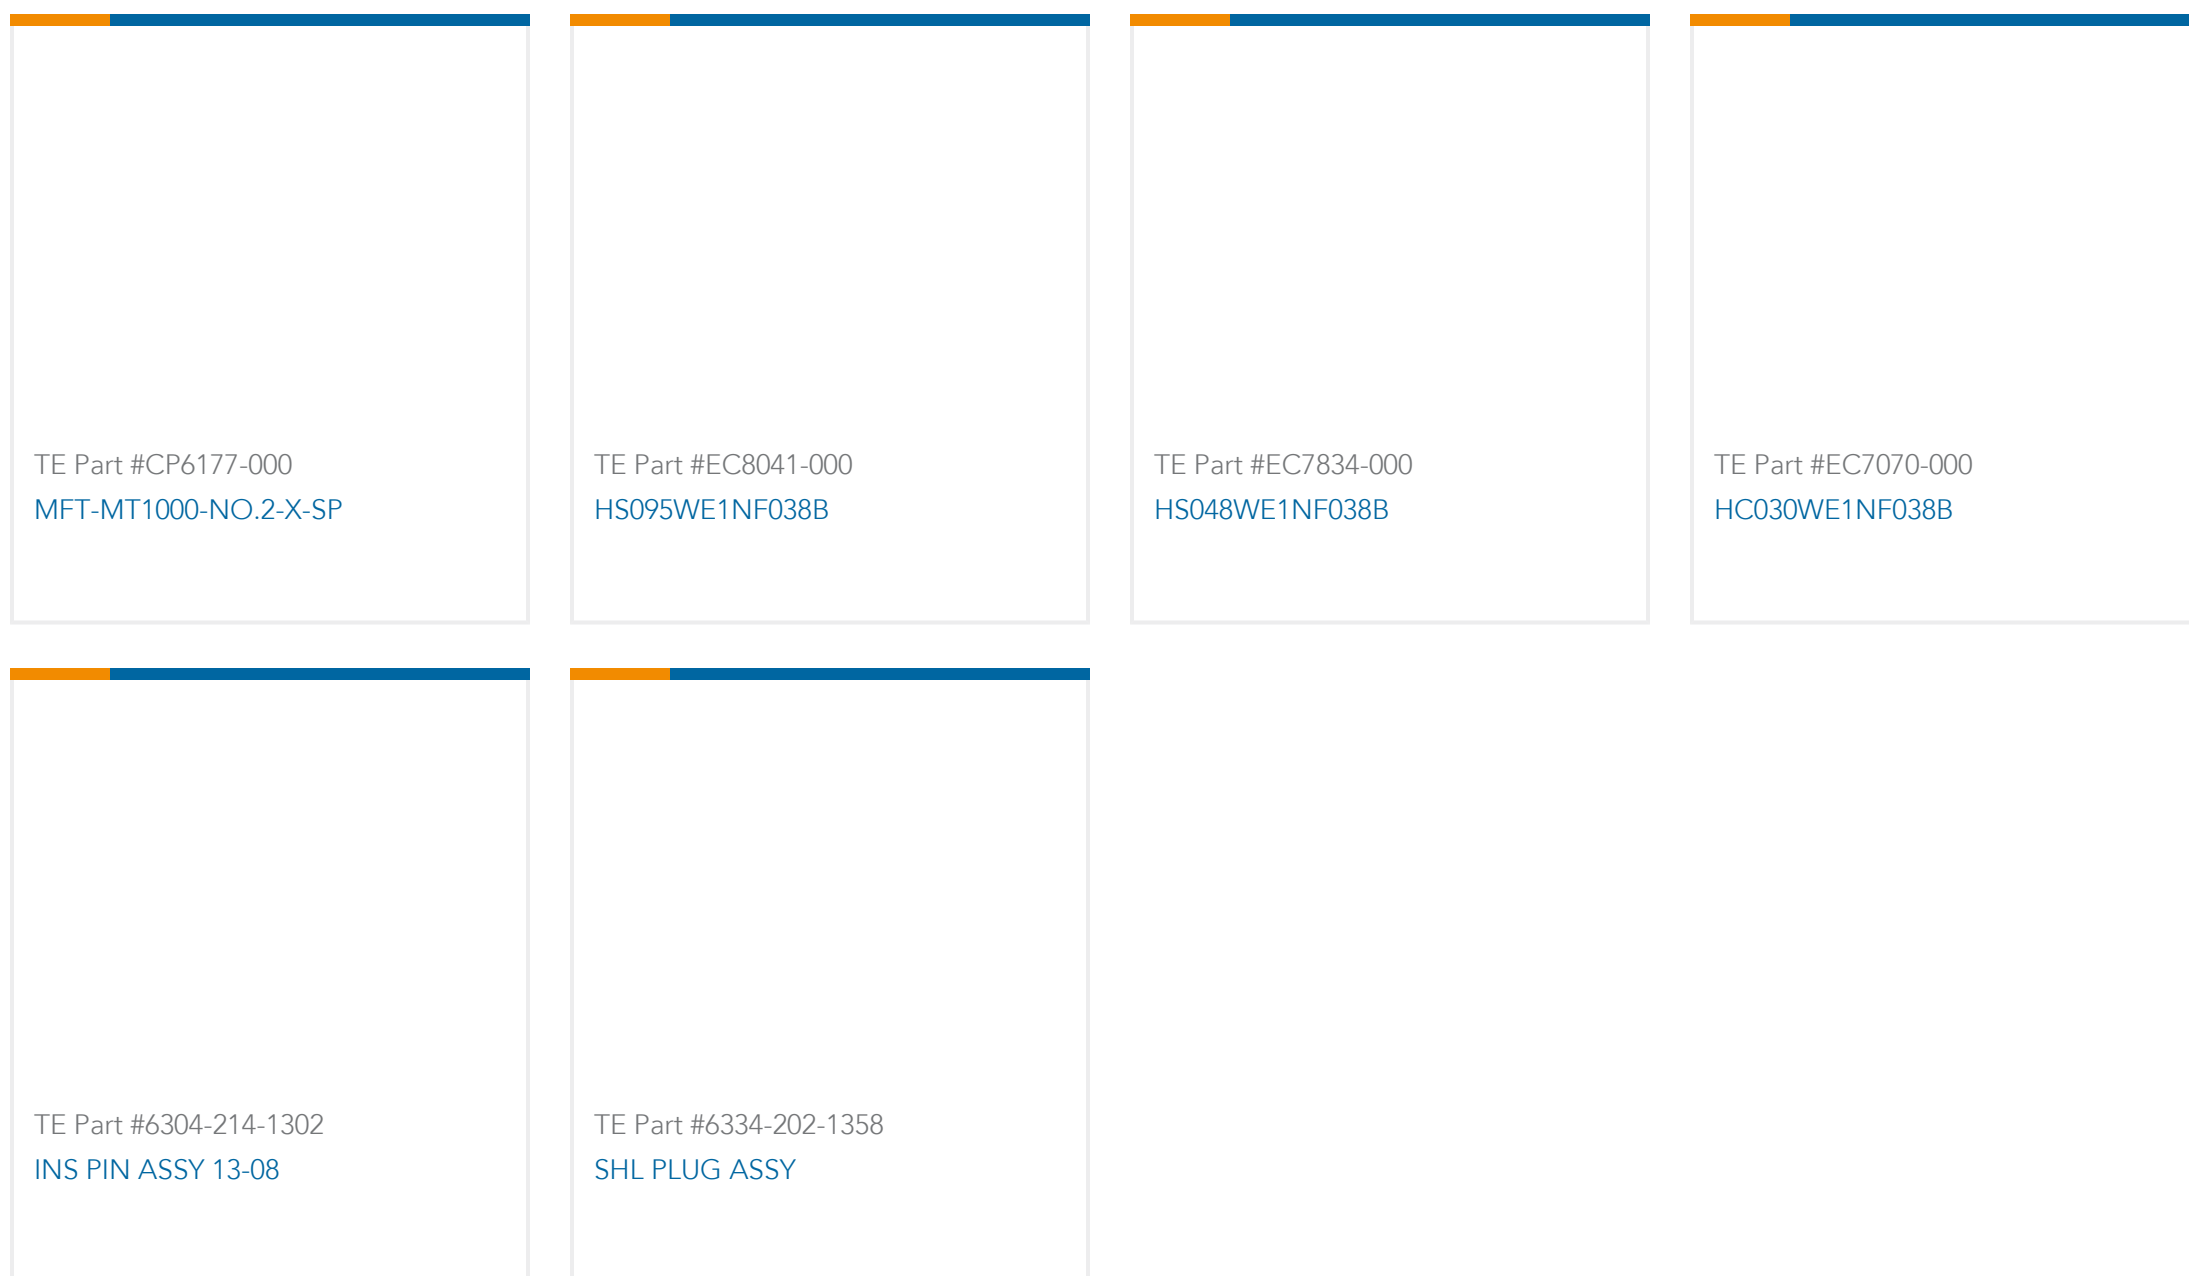 TE Part #CP6177-000
MFT-MT1000-NO.2-X-SP
TE Part #EC8041-000
HS095WE1NF038B
TE Part #EC7834-000
HS048WE1NF038B
TE Part #EC7070-000
HC030WE1NF038B
TE Part #6304-214-1302
INS PIN ASSY 13-08
TE Part #6334-202-1358
SHL PLUG ASSY